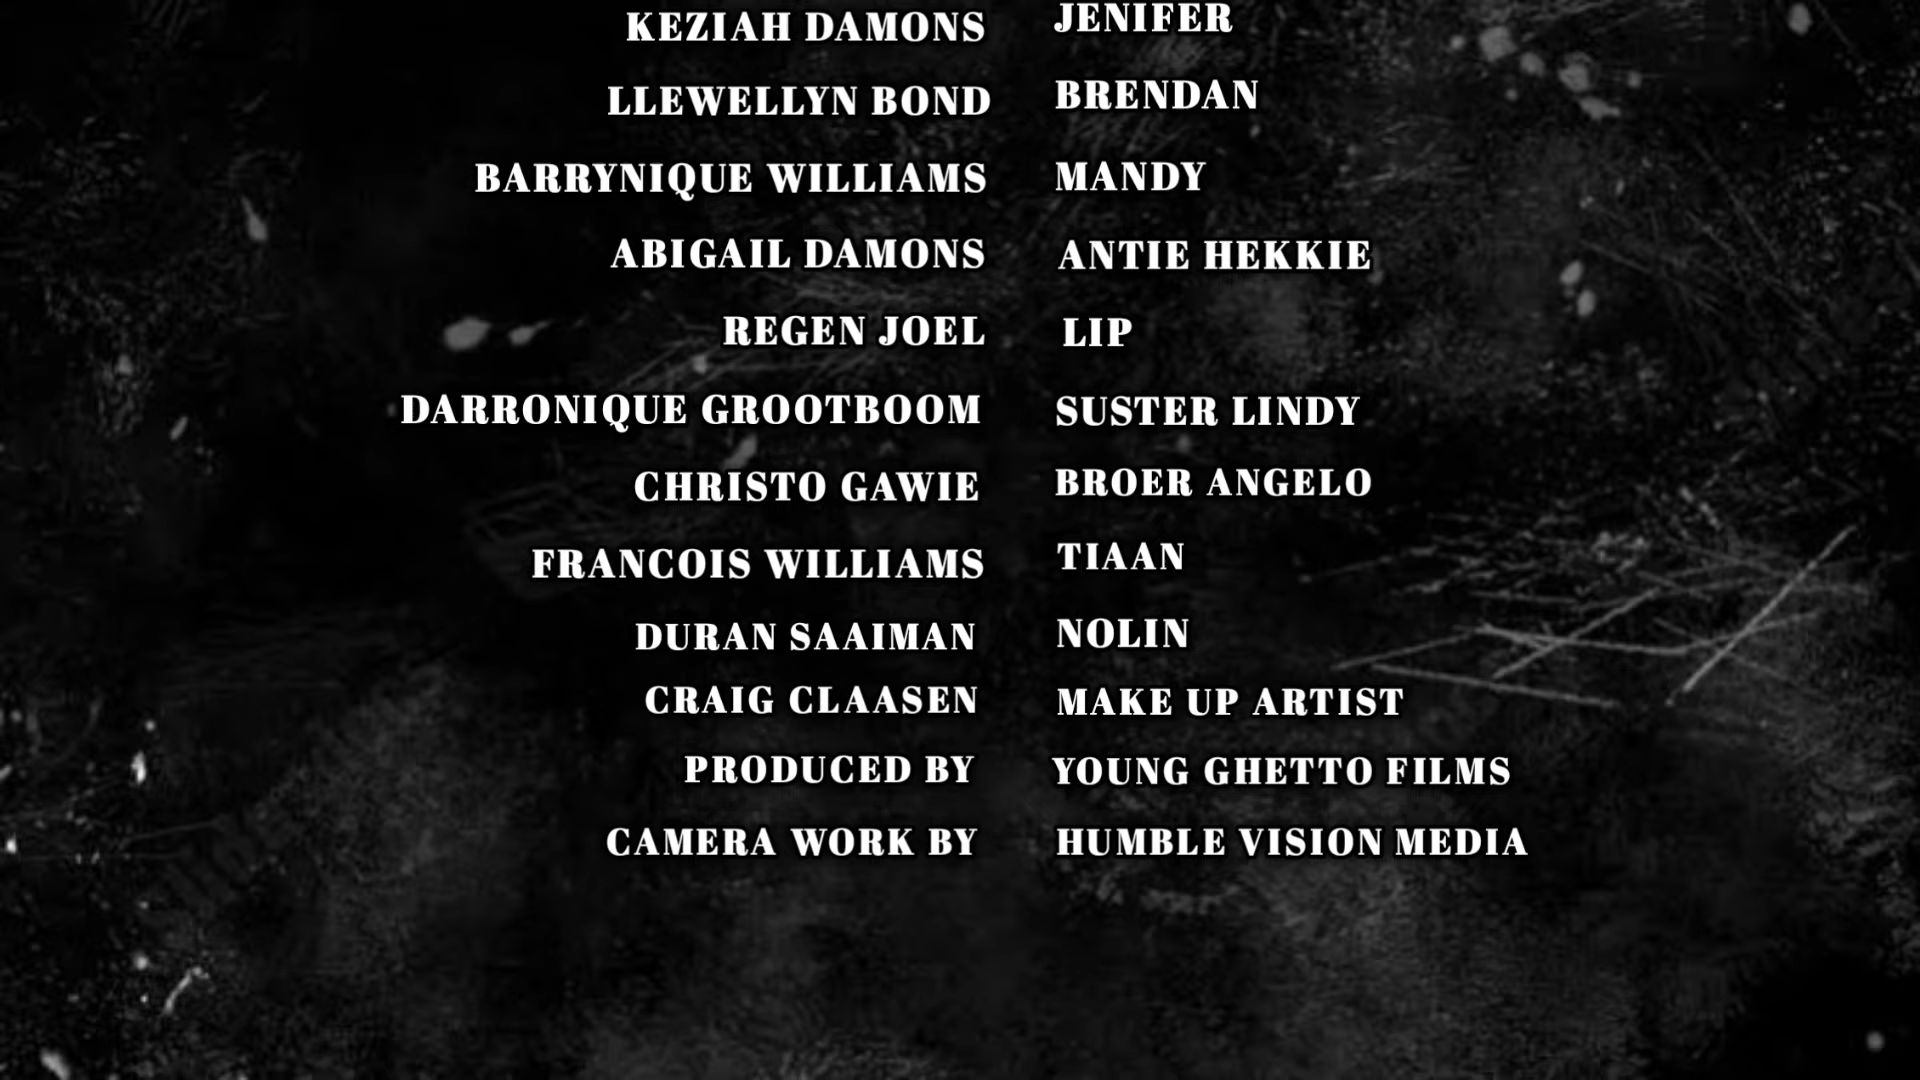 KEZIAH DAMONS JENIFER
LLEWELLYN BOND BRENDAN
BARRYNIQUE WILLIAMS MANDY
ABIGAIL DAMONS ANTIE HEKKIE
REGEN JOEL LIP
DARRONIQUE GROOTBOOM SUSTER LINDY
CHRISTO GAWIE BROER ANGELO
FRANCOIS WILLIAMS TIAAN
DURAN SAAIMAN NOLIN
CRAIG CLAASEN MAKE UP ARTIST
PRODUCED BY YOUNG GHETTO FILMS
CAMERA WORK BY HUMBLE VISION MEDIA